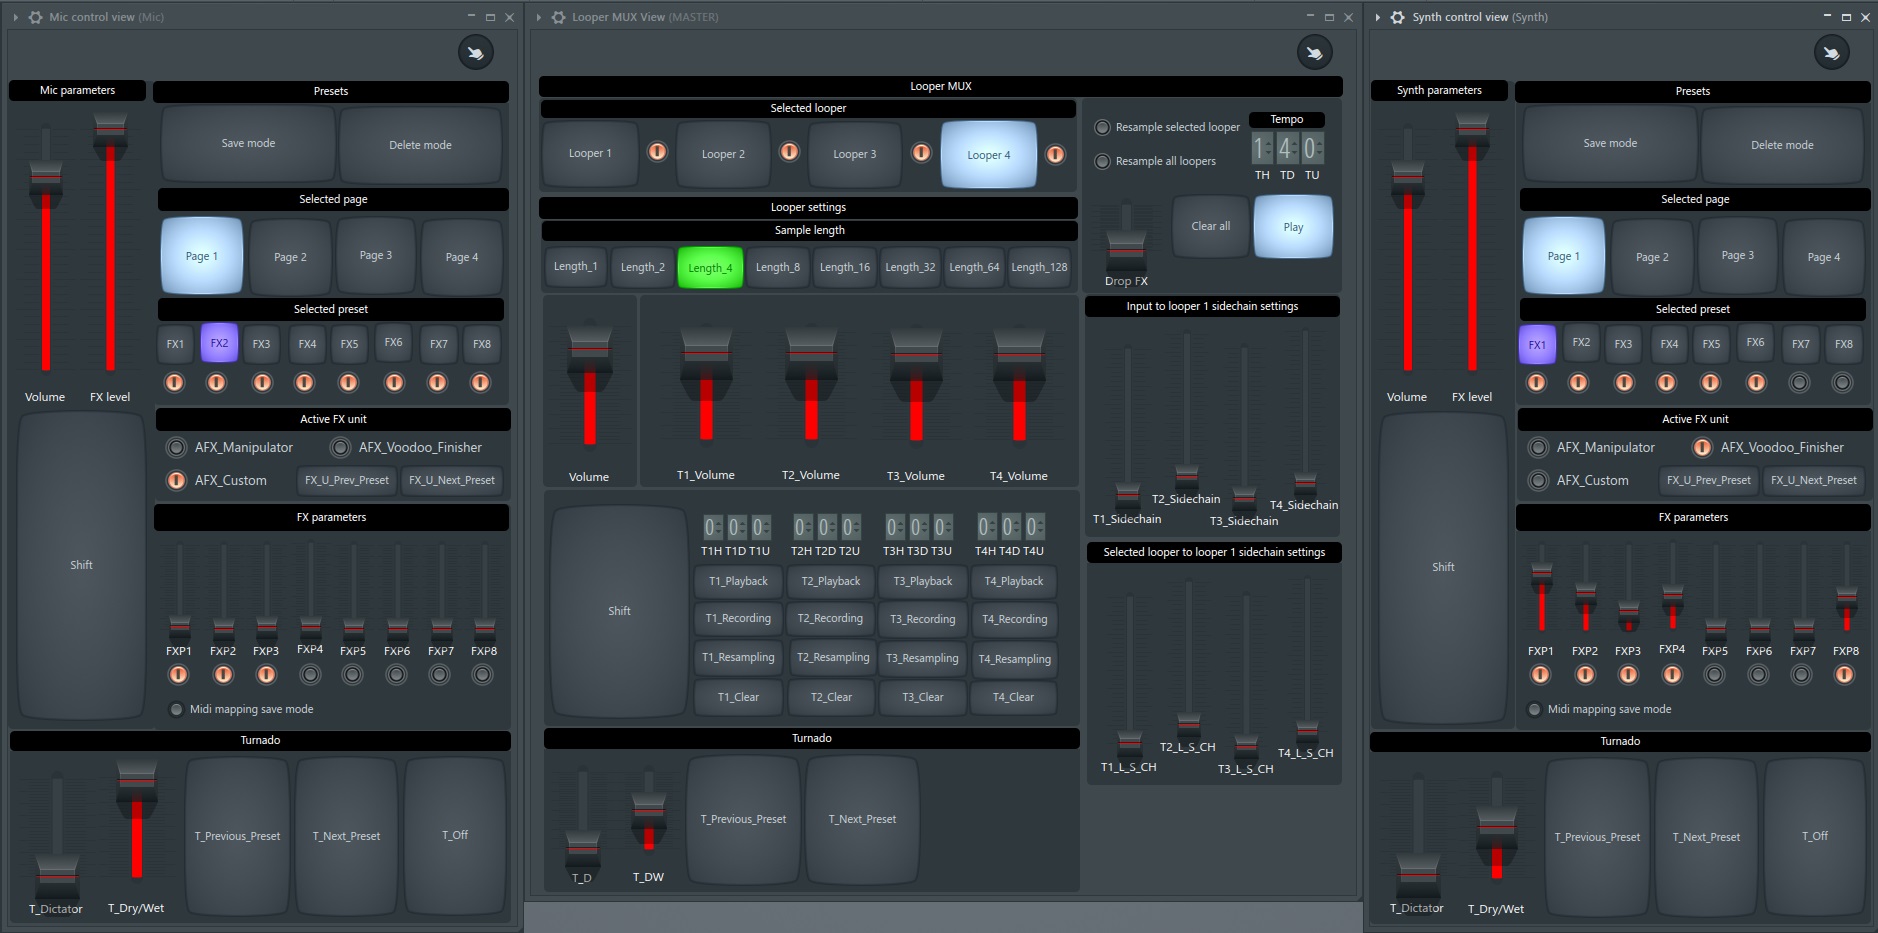 Mic control view (Mic)
Mic parameters
Presets
Save mode
Delete mode
Selected page
Page 1
Page 2
Page 3
Page 4
Selected preset
FX1
FX2
FX3
FX4
FX5
FX6
FX7
FX8
Volume
FX level
Active FX unit
AFX_Manipulator
AFX_Voodoo_Finisher
AFX_Custom
FX_U_Prev_Preset
FX_U_Next_Preset
FX parameters
Shift
FXP1
FXP2
FXP3
FXP4
FXP5
FXP6
FXP7
FXP8
Midi mapping save mode
Turnado
T_Previous_Preset
T_Next_Preset
T_Off
T_Dictator
T_Dry/Wet
Looper MUX View (MASTER)
Looper MUX
Selected looper
Looper 1
Looper 2
Looper 3
Looper 4
Resample selected looper
Resample all loopers
Tempo
1 4 0
TH TD TU
Looper settings
Sample length
Length_1
Length_2
Length_4
Length_8
Length_16
Length_32
Length_64
Length_128
Clear all
Play
Drop FX
Volume
T1_Volume
T2_Volume
T3_Volume
T4_Volume
Input to looper 1 sidechain settings
T1_Sidechain
T2_Sidechain
T3_Sidechain
T4_Sidechain
Shift
0 0 0
0 0 0
0 0 0
0 0 0
T1H T1D T1U
T2H T2D T2U
T3H T3D T3U
T4H T4D T4U
T1_Playback
T2_Playback
T3_Playback
T4_Playback
T1_Recording
T2_Recording
T3_Recording
T4_Recording
T1_Resampling
T2_Resampling
T3_Resampling
T4_Resampling
T1_Clear
T2_Clear
T3_Clear
T4_Clear
Selected looper to looper 1 sidechain settings
T1_L_S_CH
T2_L_S_CH
T3_L_S_CH
T4_L_S_CH
Turnado
T_Previous_Preset
T_Next_Preset
T_D
T_DW
Synth control view (Synth)
Synth parameters
Presets
Save mode
Delete mode
Selected page
Page 1
Page 2
Page 3
Page 4
Selected preset
FX1
FX2
FX3
FX4
FX5
FX6
FX7
FX8
Volume
FX level
Active FX unit
AFX_Manipulator
AFX_Voodoo_Finisher
AFX_Custom
FX_U_Prev_Preset
FX_U_Next_Preset
FX parameters
Shift
FXP1
FXP2
FXP3
FXP4
FXP5
FXP6
FXP7
FXP8
Midi mapping save mode
Turnado
T_Previous_Preset
T_Next_Preset
T_Off
T_Dictator
T_Dry/Wet